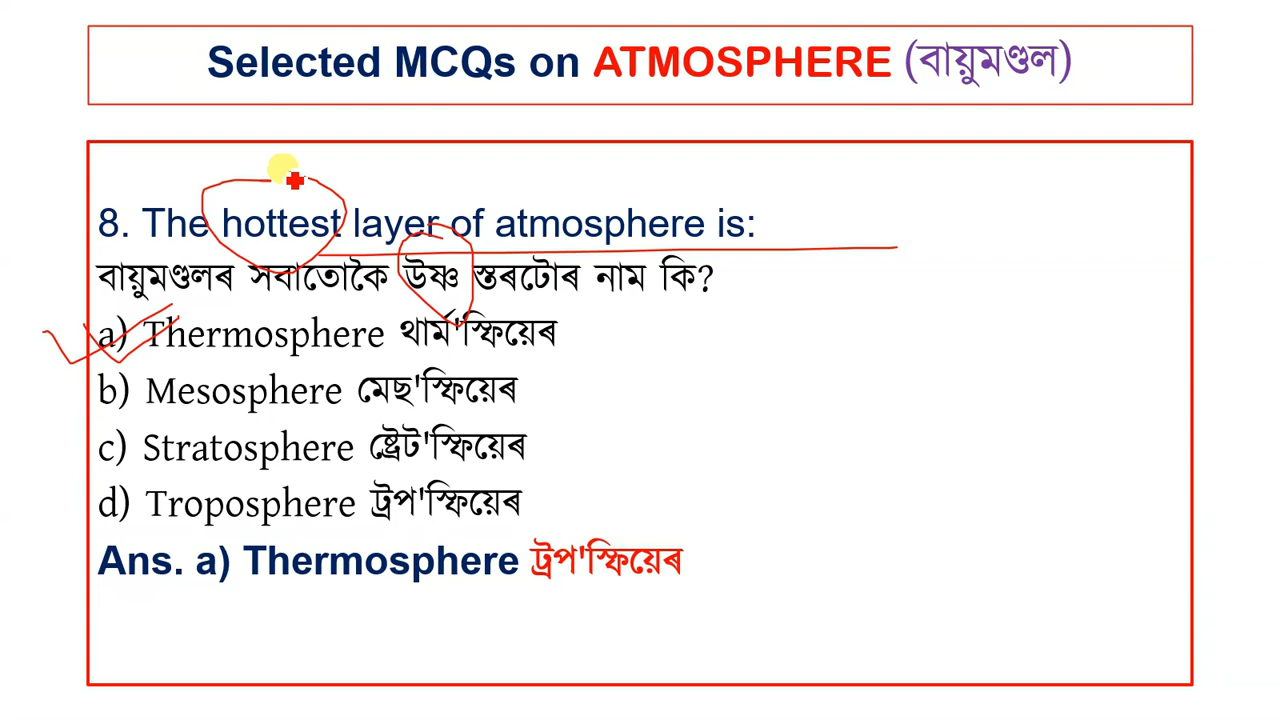 Selected MCQs on ATMOSPHERE (বায়ুমণ্ডল)
8. The hottest layer of atmosphere is:
বায়ুমণ্ডলৰ সবাতোকৈ উষ্ণ স্তৰটোৰ নাম কি?
a) Thermosphere থাৰ্ম'স্ফিয়েৰ
b) Mesosphere মেছ'স্ফিয়েৰ
c) Stratosphere ষ্ট্ৰেট'স্ফিয়েৰ
d) Troposphere ট্ৰপ'স্ফিয়েৰ
Ans. a) Thermosphere ট্ৰপ'স্ফিয়েৰ